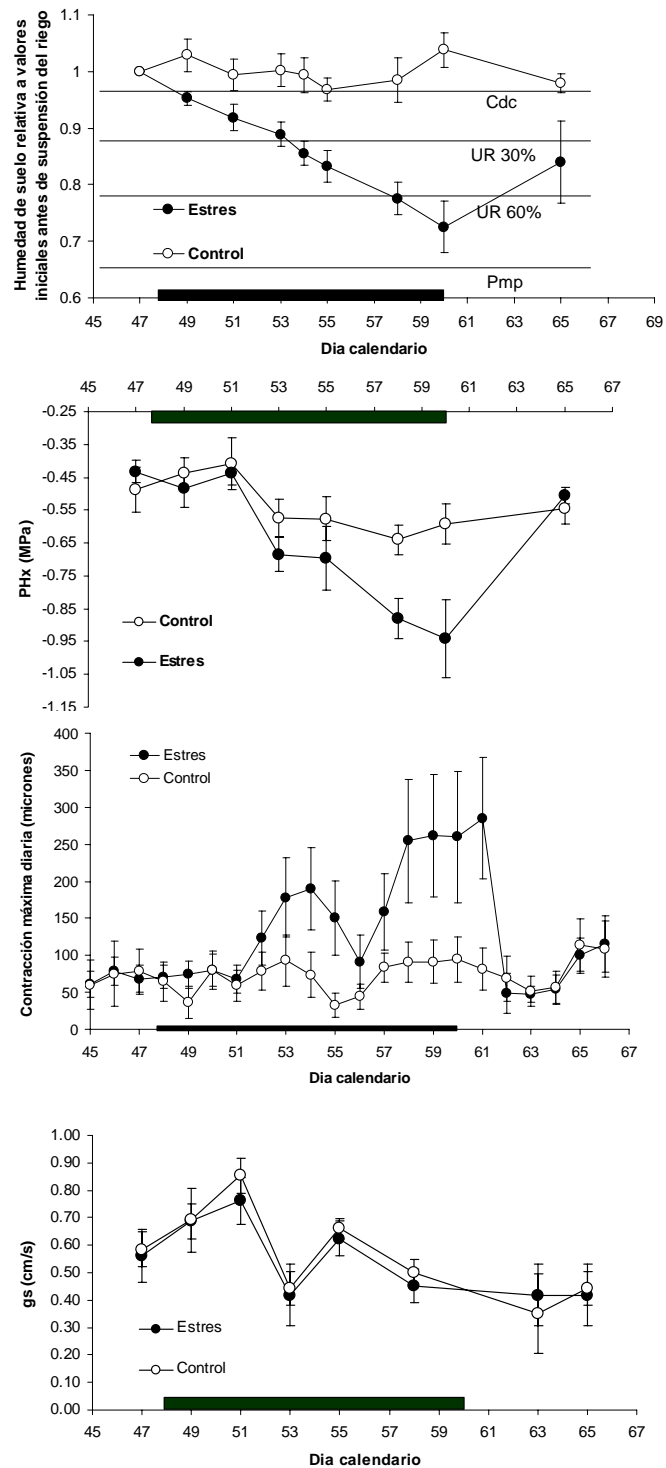 Humedad de suelo relativa a valores
iniciales antes de suspensión del riego
1.1
1
0.9
0.8
0.7
0.6
Cdc
UR 30%
UR 60%
Pmp
Estres
Control
45 47 49 51 53 55 57 59 61 63 65 67 69
Dia calendario
45 47 49 51 53 55 57 59 61 63 65 67
PHx (MPa)
-0.25
-0.35
-0.45
-0.55
-0.65
-0.75
-0.85
-0.95
-1.05
-1.15
Control
Estres
Contracción máxima diaria (micrones)
400
350
300
250
200
150
100
50
0
Estres
Control
45 47 49 51 53 55 57 59 61 63 65 67
Dia calendario
gs (cm/s)
1.00
0.90
0.80
0.70
0.60
0.50
0.40
0.30
0.20
0.10
0.00
Estres
Control
45 47 49 51 53 55 57 59 61 63 65 67
Dia calendario